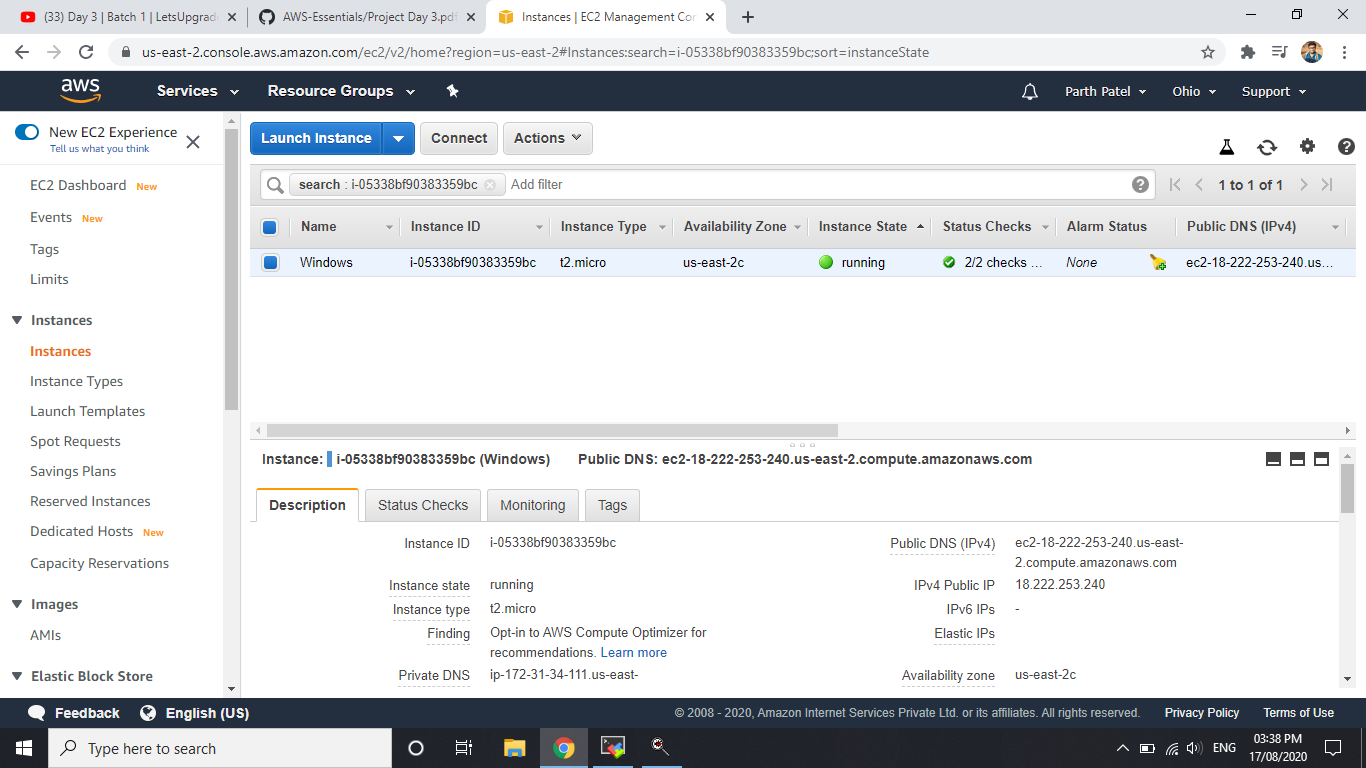 (33) Day 3 | Batch 1 | LetsUpgrad
AWS-Essentials/Project Day 3.pdf
Instances | EC2 Management Con
us-east-2.console.aws.amazon.com/ec2/v2/home?region=us-east-2#Instances:search=i-05338bf90383359bc;sort=instanceState
aws
Services
Resource Groups
Parth Patel
Ohio
Support
New EC2 Experience
Tell us what you think
EC2 Dashboard New
Events New
Tags
Limits
Instances
Instances
Instance Types
Launch Templates
Spot Requests
Savings Plans
Reserved Instances
Dedicated Hosts New
Capacity Reservations
Images
AMIs
Elastic Block Store
Launch Instance
Connect
Actions
search : i-05338bf90383359bc
Add filter
1 to 1 of 1
Name Instance ID Instance Type Availability Zone Instance State Status Checks Alarm Status Public DNS (IPv4)
Windows i-05338bf90383359bc t2.micro us-east-2c running 2/2 checks ... None ec2-18-222-253-240.us...
Instance: i-05338bf90383359bc (Windows) Public DNS: ec2-18-222-253-240.us-east-2.compute.amazonaws.com
Description Status Checks Monitoring Tags
Instance ID i-05338bf90383359bc
Instance state running
Instance type t2.micro
Finding Opt-in to AWS Compute Optimizer for
recommendations. Learn more
Private DNS ip-172-31-34-111.us-east-
Public DNS (IPv4) ec2-18-222-253-240.us-east-
2.compute.amazonaws.com
IPv4 Public IP 18.222.253.240
IPv6 IPs -
Elastic IPs
Availability zone us-east-2c
Feedback
English (US)
© 2008 - 2020, Amazon Internet Services Private Ltd. or its affiliates. All rights reserved.
Privacy Policy
Terms of Use
Type here to search
ENG
03:38 PM
17/08/2020